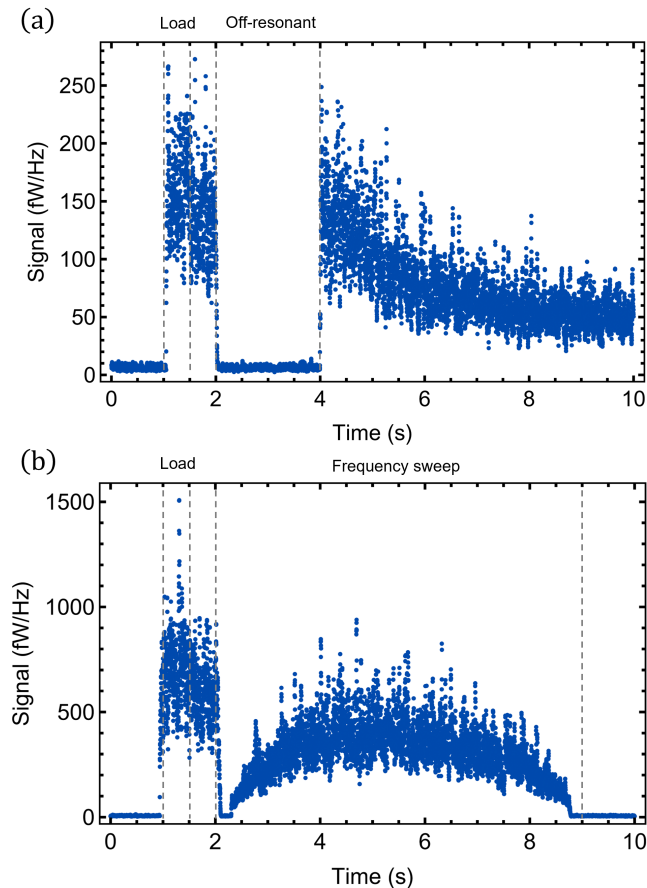 (a)
Load Off-resonant
250
200
150
100
50
0
Signal (fW/Hz)
0 2 4 6 8 10
Time (s)
(b)
Load Frequency sweep
1500
1000
500
0
Signal (fW/Hz)
0 2 4 6 8 10
Time (s)